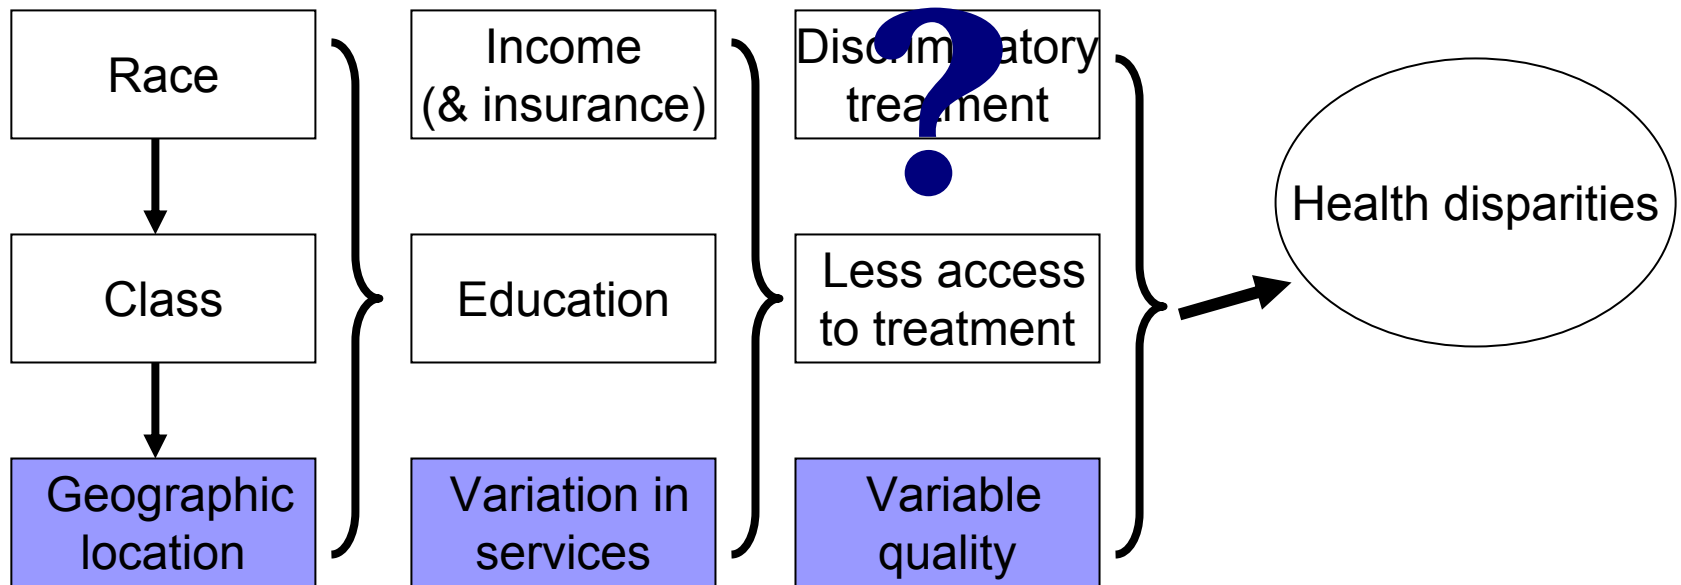 Race
Income
(& insurance)
Discriminatory
treatment
?
Class
Education
Less access
to treatment
Health disparities
Geographic
location
Variation in
services
Variable
quality